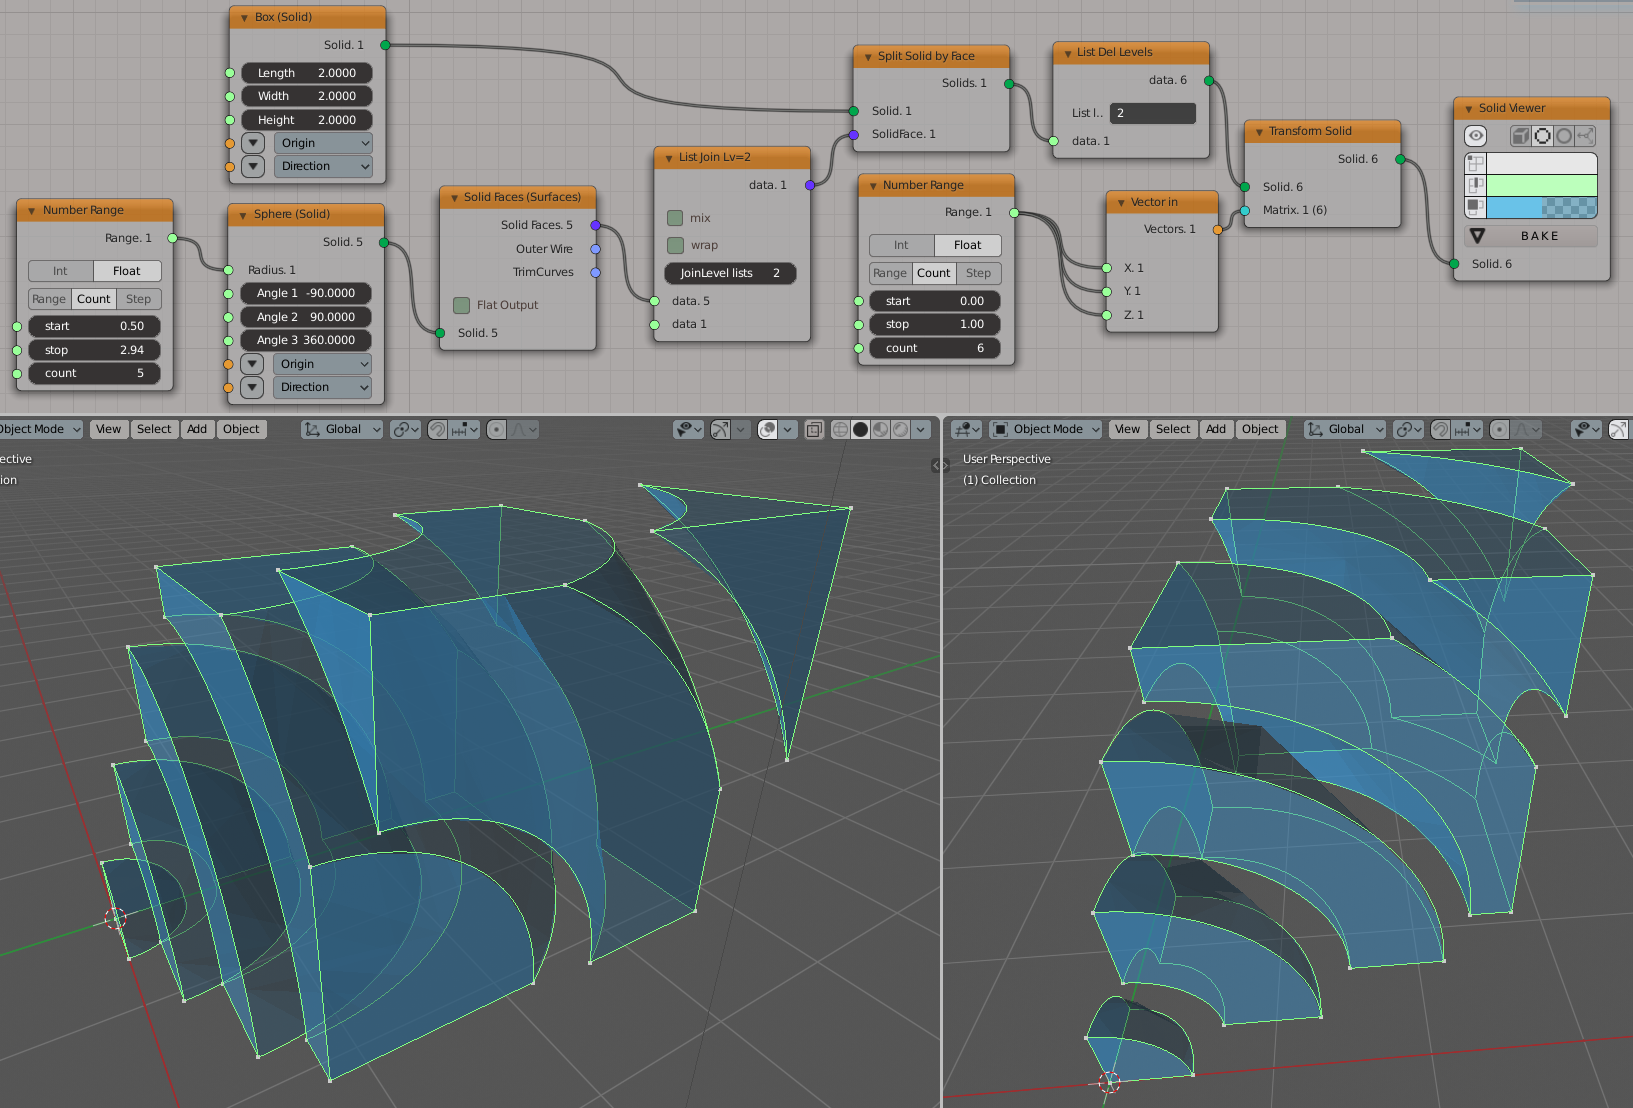 Box (Solid)
Solid. 1
Length 2.0000
Width 2.0000
Height 2.0000
Origin
Direction
Number Range
Range. 1
Int Float
Range Count Step
start 0.50
stop 2.94
count 5
Sphere (Solid)
Solid. 5
Radius. 1
Angle 1 -90.0000
Angle 2 90.0000
Angle 3 360.0000
Origin
Direction
Solid Faces (Surfaces)
Solid Faces. 5
Outer Wire
TrimCurves
Flat Output
Solid. 5
List Join Lv=2
data. 1
mix
wrap
JoinLevel lists 2
data. 5
data 1
Split Solid by Face
Solids. 1
Solid. 1
SolidFace. 1
Number Range
Range. 1
Int Float
Range Count Step
start 0.00
stop 1.00
count 6
List Del Levels
data. 6
List l.. 2
data. 1
Vector in
Vectors. 1
X. 1
Y. 1
Z. 1
Transform Solid
Solid. 6
Solid. 6
Matrix. 1 (6)
Solid Viewer
BAKE
Solid. 6
Object Mode View Select Add Object Global
ective
ion
Object Mode View Select Add Object Global
User Perspective
(1) Collection